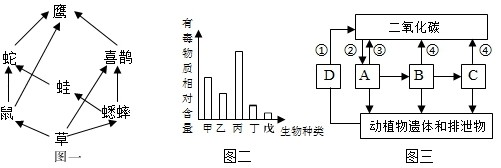 鹰
蛇
喜鹊
蛙
鼠
蟋蟀
草
图一
有毒物质相对含量
甲 乙 丙 丁 戊 生物种类
图二
二氧化碳
① ② ③ ④ ④
D A B C
动植物遗体和排泄物
图三